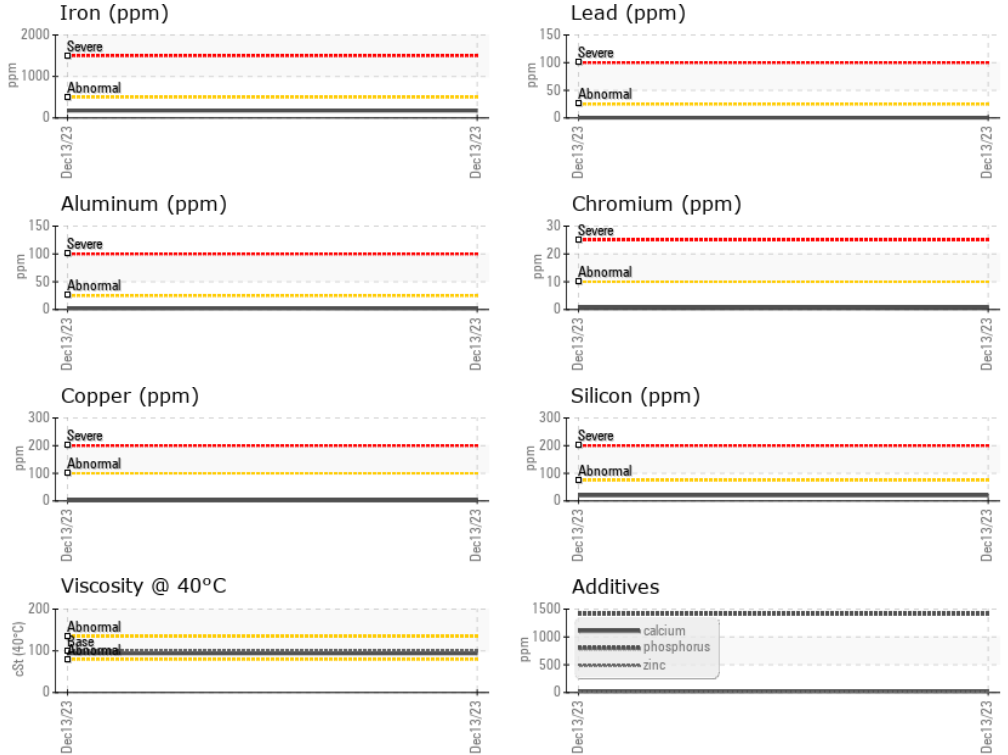 Iron (ppm)
2000
1000
0
ppm
Severe
Abnormal
Dec13/23
Dec13/23
Lead (ppm)
150
100
50
0
ppm
Severe
Abnormal
Dec13/23
Dec13/23
Aluminum (ppm)
150
100
50
0
ppm
Severe
Abnormal
Dec13/23
Dec13/23
Chromium (ppm)
30
20
10
0
ppm
Severe
Abnormal
Dec13/23
Dec13/23
Copper (ppm)
300
200
100
0
ppm
Severe
Abnormal
Dec13/23
Dec13/23
Silicon (ppm)
300
200
100
0
ppm
Severe
Abnormal
Dec13/23
Dec13/23
Viscosity @ 40°C
200
100
0
cSt (40°C)
Abnormal
Base
Abnormal
Dec13/23
Dec13/23
Additives
1500
1000
500
0
ppm
calcium
phosphorus
zinc
Dec13/23
Dec13/23